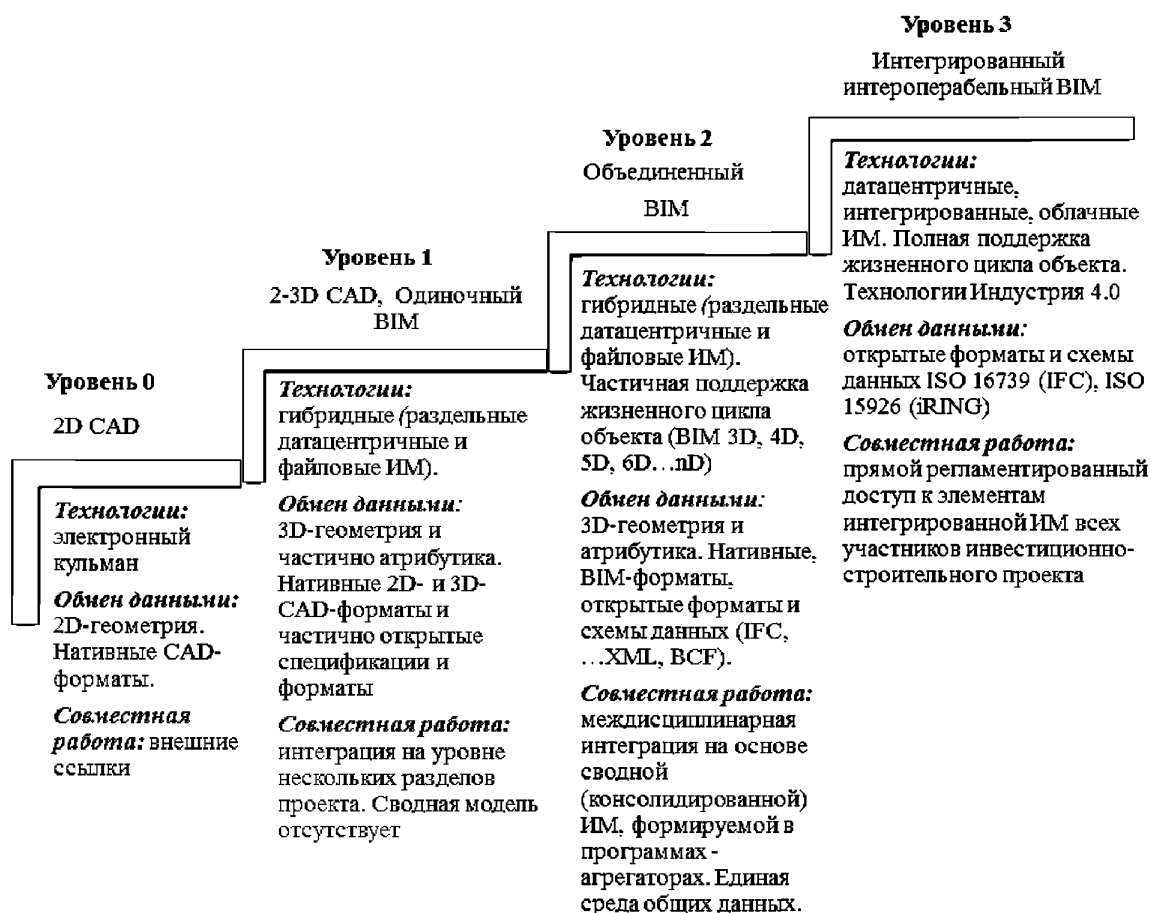 Уровень 0
2D CAD
Технологии:
электронный
кульман
Обмен данными:
2D-геометрия.
Нативные CAD-
форматы.
Совместная
работа: внешние
ссылки
Уровень 1
2-3D CAD, Одиночный
BIM
Технологии:
гибридные (раздельные
датацентричные и
файловые ИМ).
Обмен данными:
3D-геометрия и
частично атрибутика.
Нативные 2D- и 3D-
CAD-форматы и
частично открытые
спецификации и
форматы
Совместная работа:
интеграция на уровне
нескольких разделов
проекта. Сводная модель
отсутствует
Уровень 2
Объединенный
BIM
Технологии:
гибридные (раздельные
датацентричные и
файловые ИМ).
Частичная поддержка
жизненного цикла
объекта (BIM 3D, 4D,
5D, 6D...nD)
Обмен данными:
3D-геометрия и
атрибутика. Нативные,
BIM-форматы,
открытые форматы и
схемы данных (IFC,
...XML, BCF).
Совместная работа:
междисциплинарная
интеграция на основе
сводной
(консолидированной)
ИМ, формируемой в
программах -
агрегаторах. Единая
среда общих данных.
Уровень 3
Интегрированный
интероперабельный BIM
Технологии:
датацентричные,
интегрированные, облачные
ИМ. Полная поддержка
жизненного цикла объекта.
Технологии Индустрия 4.0
Обмен данными:
открытые форматы и схемы
данных ISO 16739 (IFC), ISO
15926 (iRING)
Совместная работа:
прямой регламентированный
доступ к элементам
интегрированной ИМ всех
участников инвестиционно-
строительного проекта